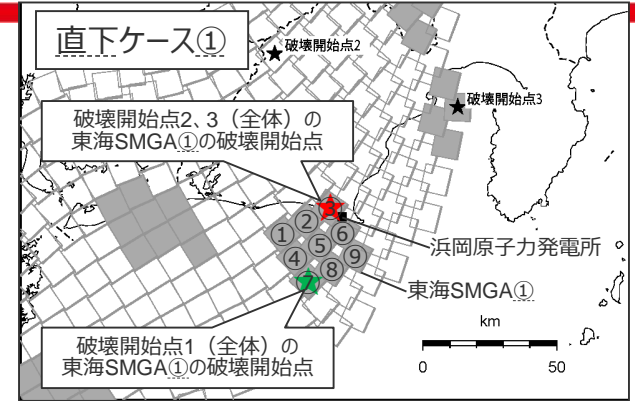 直下ケース①
破壊開始点2
破壊開始点3
破壊開始点2、3（全体）の
東海SMGA①の破壊開始点
3
2
1
6
5
4
9
8
7
浜岡原子力発電所
東海SMGA①
破壊開始点1（全体）の
東海SMGA①の破壊開始点
km
0
50